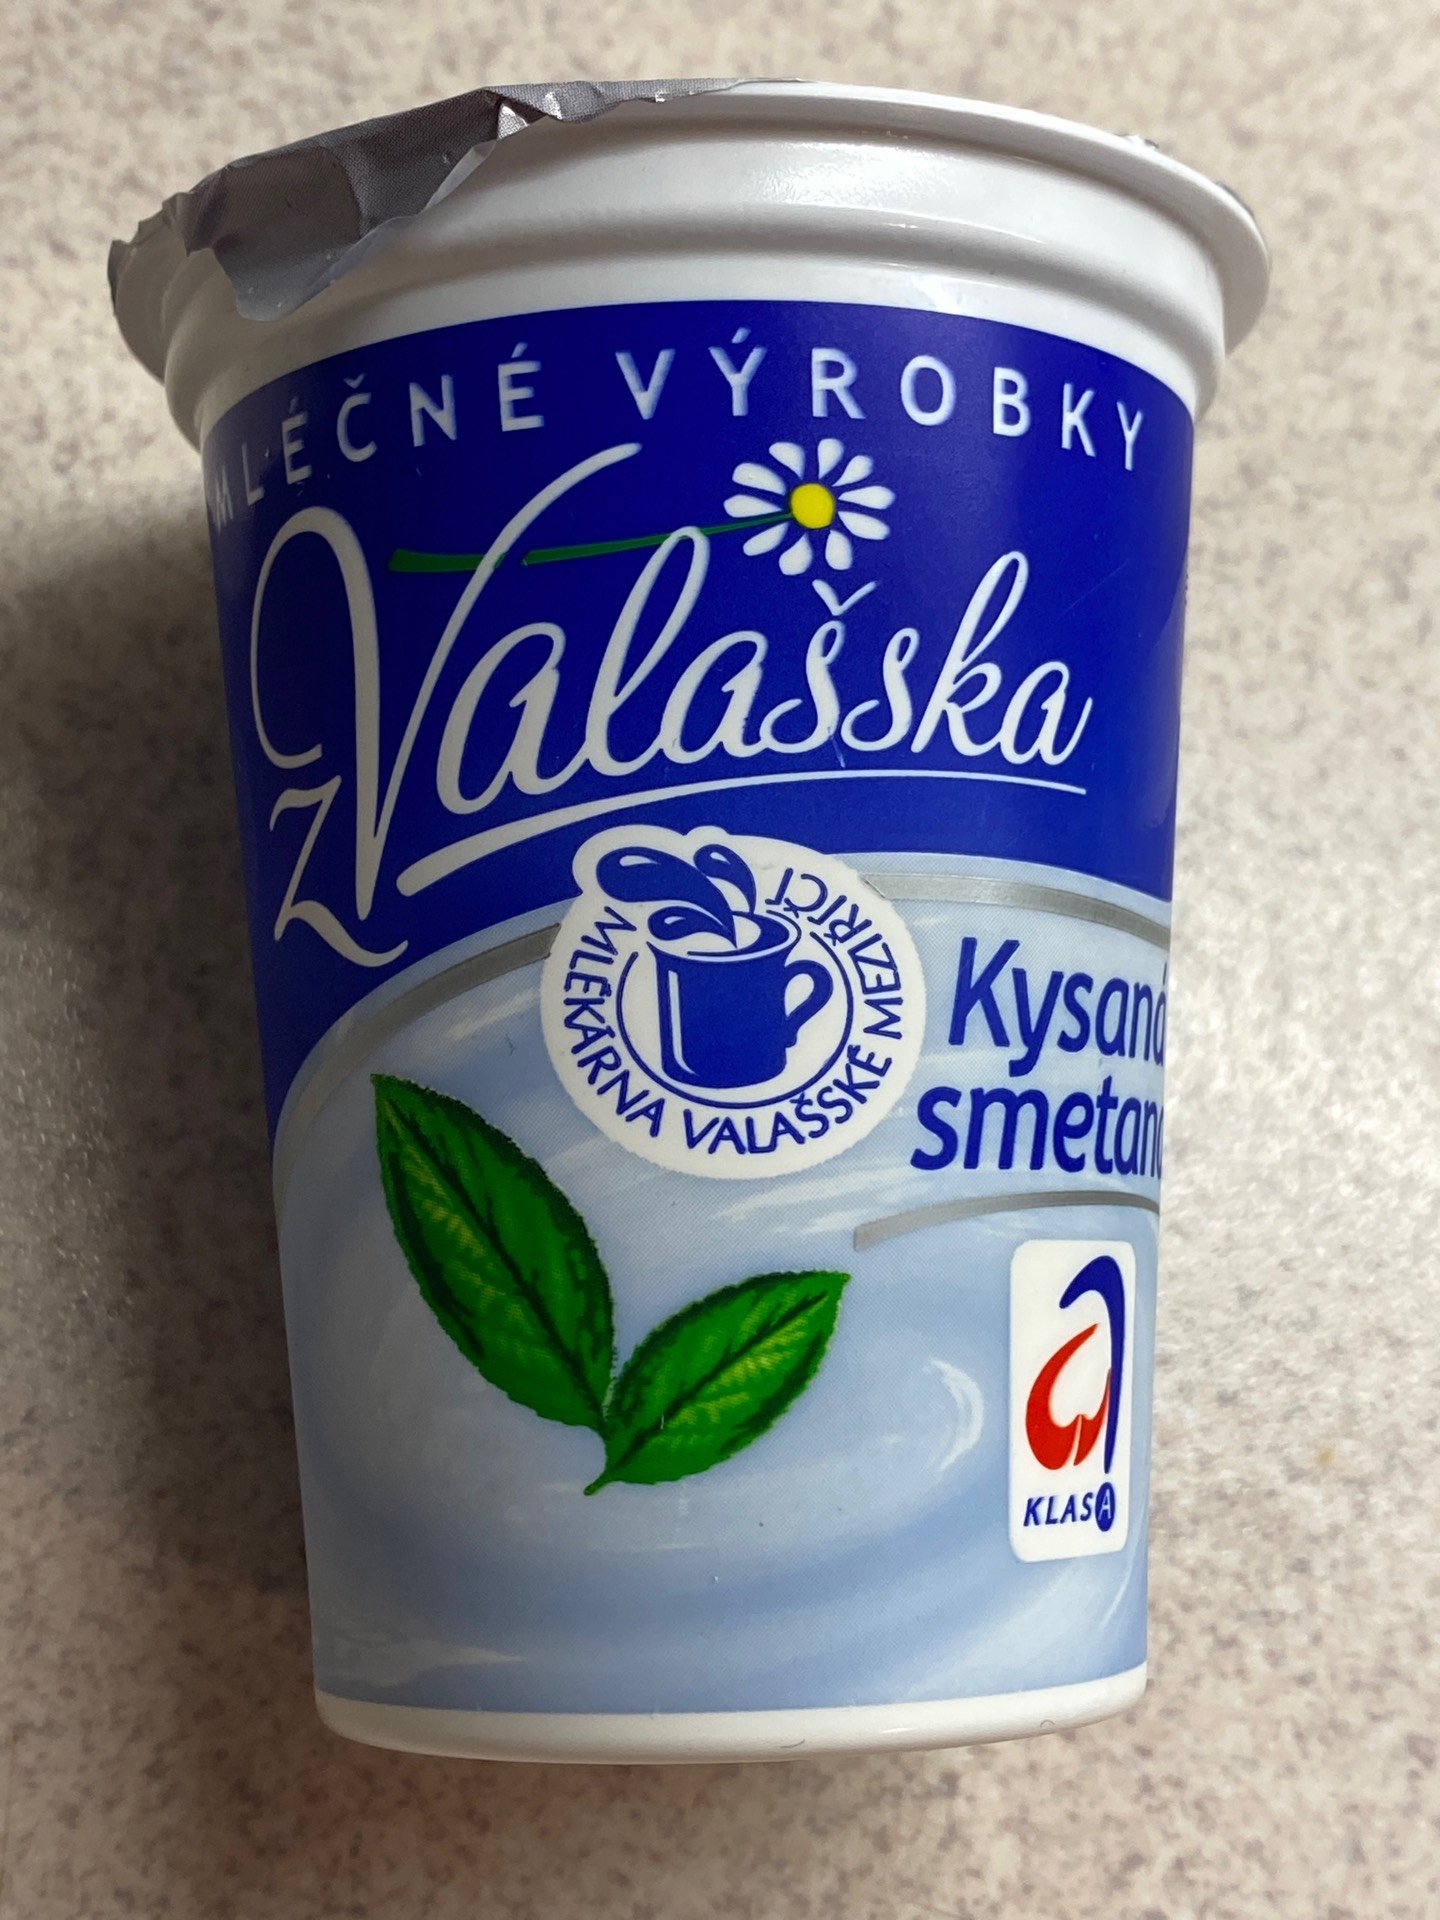 MLÉČNÉ VÝROBKY
z Valašska
MLÉKÁRNA VALAŠSKÉ MEZIŘÍČÍ
Kysaná
smetana
KLASA